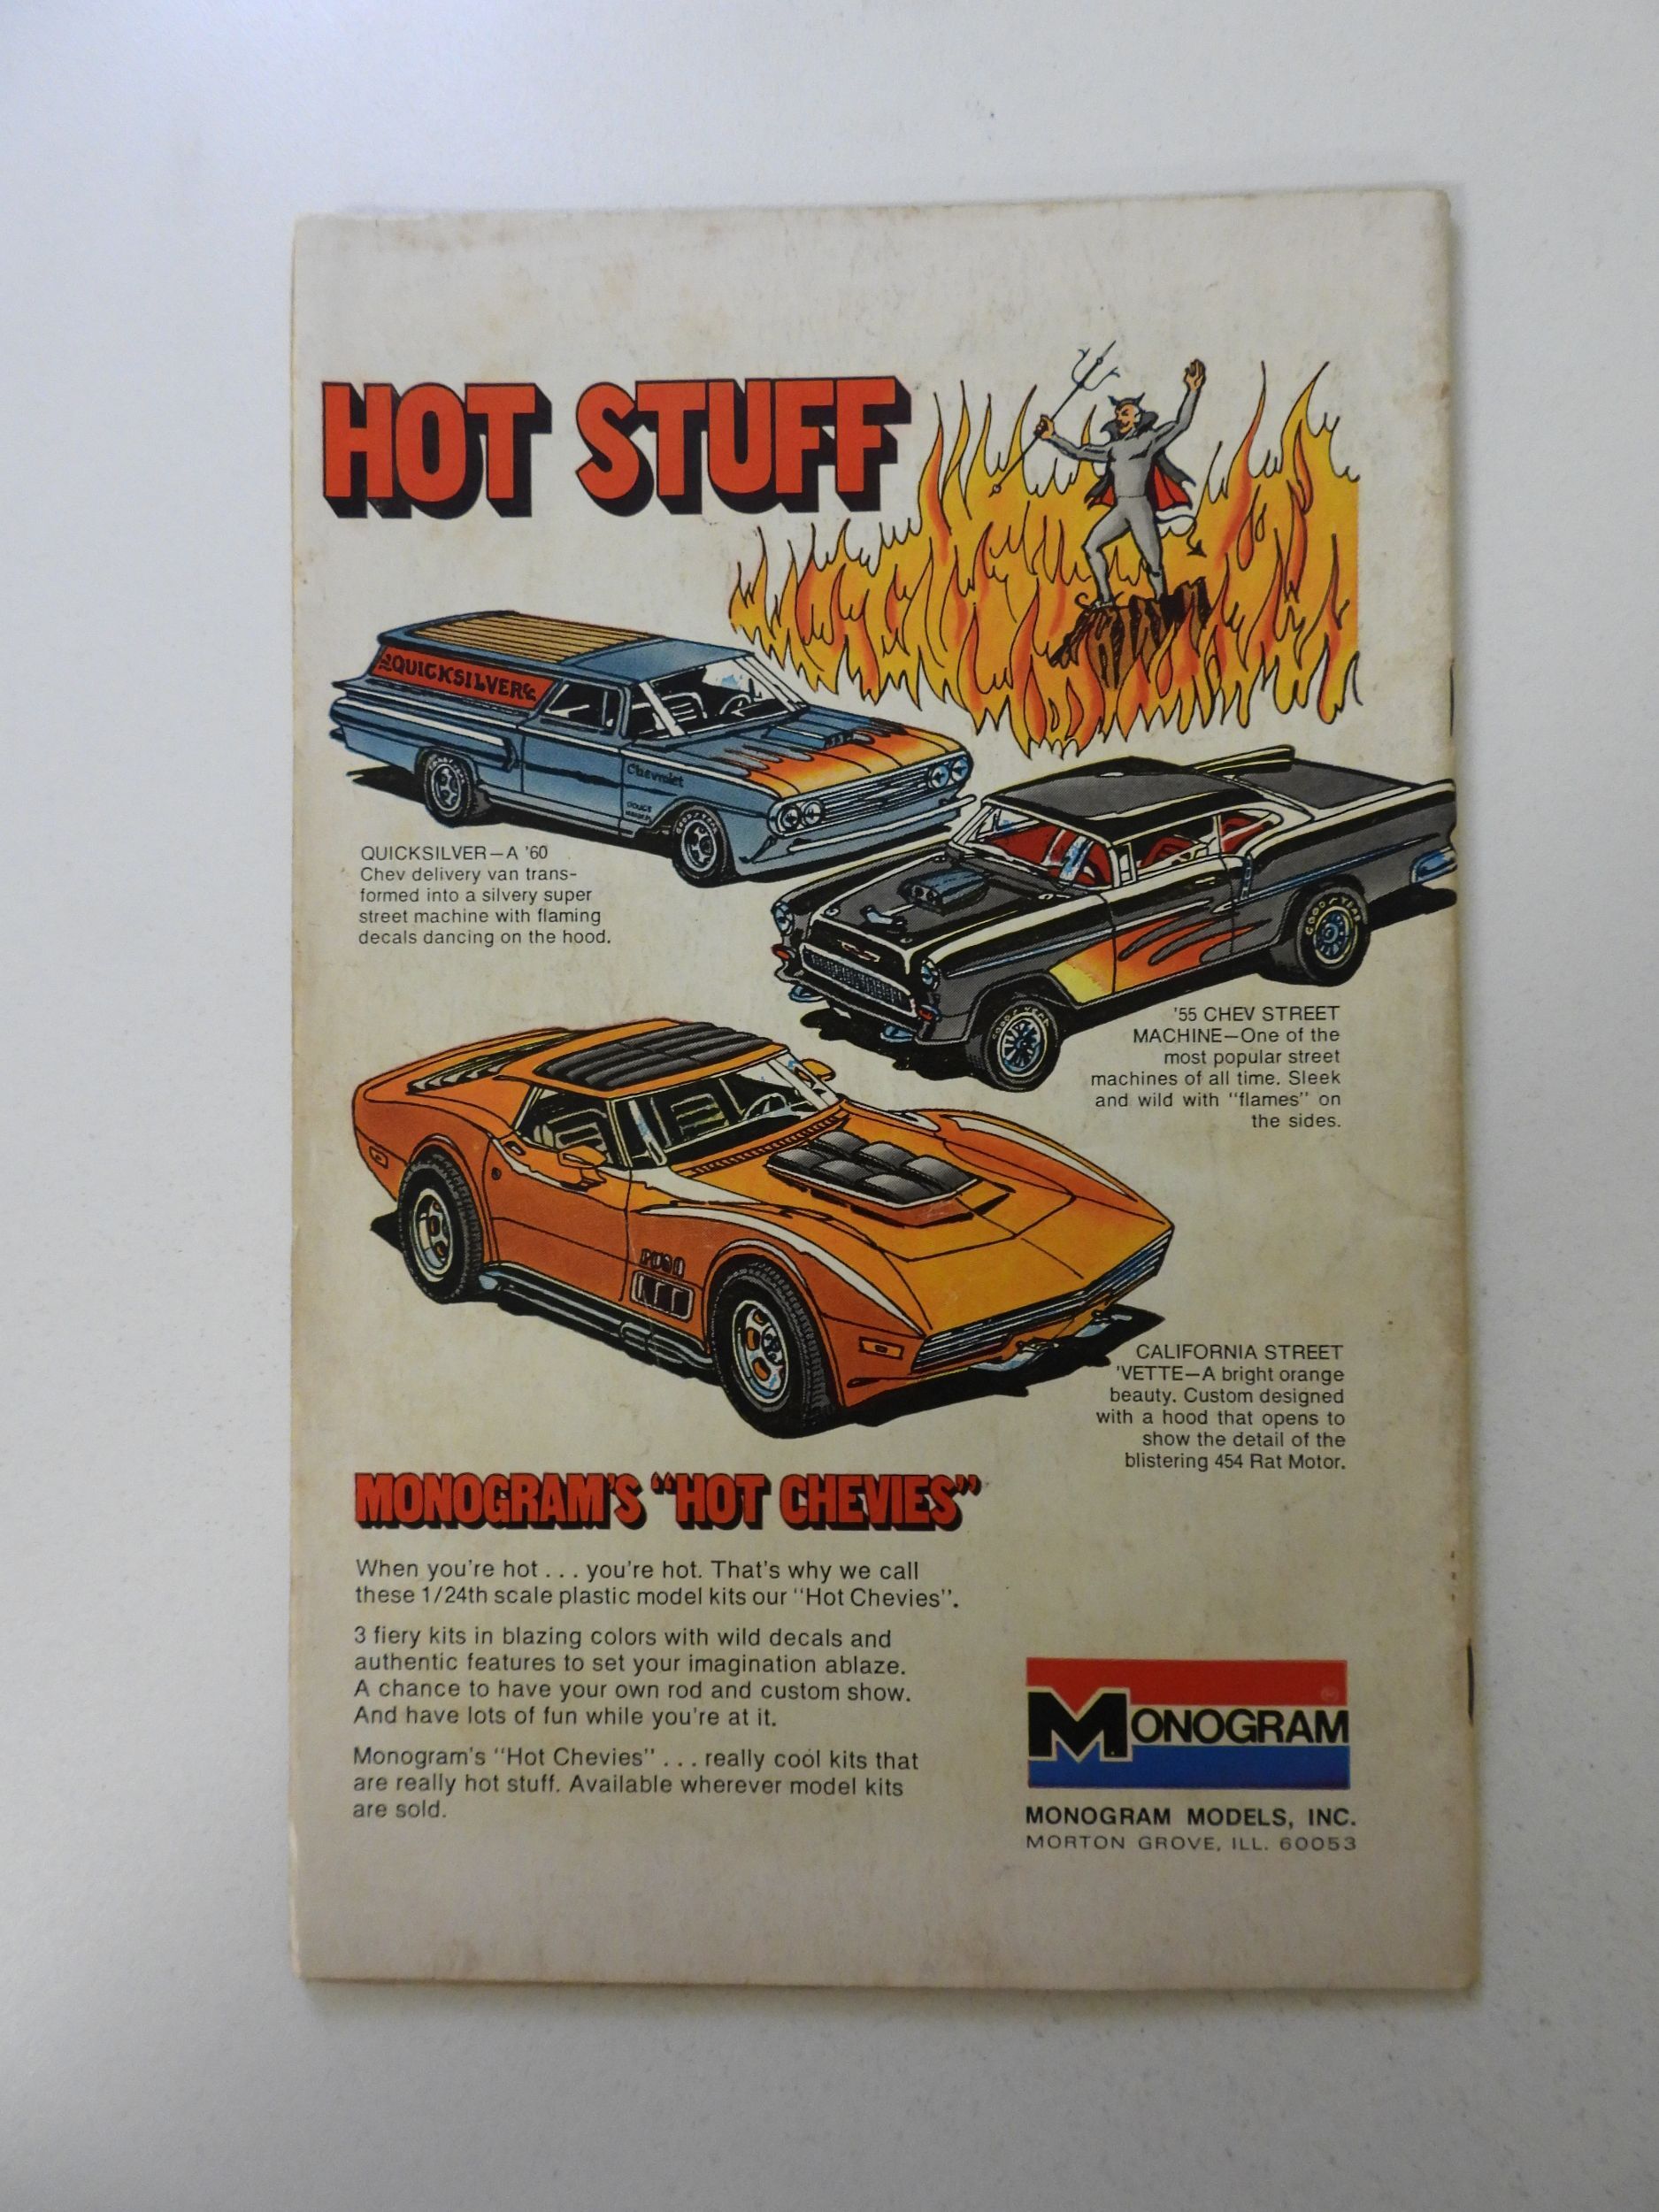 HOT STUFF
QUICKSILVER
Chevrolet
QUICKSILVER—A '60
Chev delivery van trans-
formed into a silvery super
street machine with flaming
decals dancing on the hood.
GOOD YEAR
GOOD YEAR
'55 CHEV STREET
MACHINE—One of the
most popular street
machines of all time. Sleek
and wild with "flames" on
the sides.
CALIFORNIA STREET
'VETTE—A bright orange
beauty. Custom designed
with a hood that opens to
show the detail of the
blistering 454 Rat Motor.
MONOGRAM'S "HOT CHEVIES"
When you're hot . . . you're hot. That's why we call
these 1/24th scale plastic model kits our "Hot Chevies".
3 fiery kits in blazing colors with wild decals and
authentic features to set your imagination ablaze.
A chance to have your own rod and custom show.
And have lots of fun while you're at it.
Monogram's "Hot Chevies" . . . really cool kits that
are really hot stuff. Available wherever model kits
are sold.
MONOGRAM
MONOGRAM MODELS, INC.
MORTON GROVE, ILL. 60053